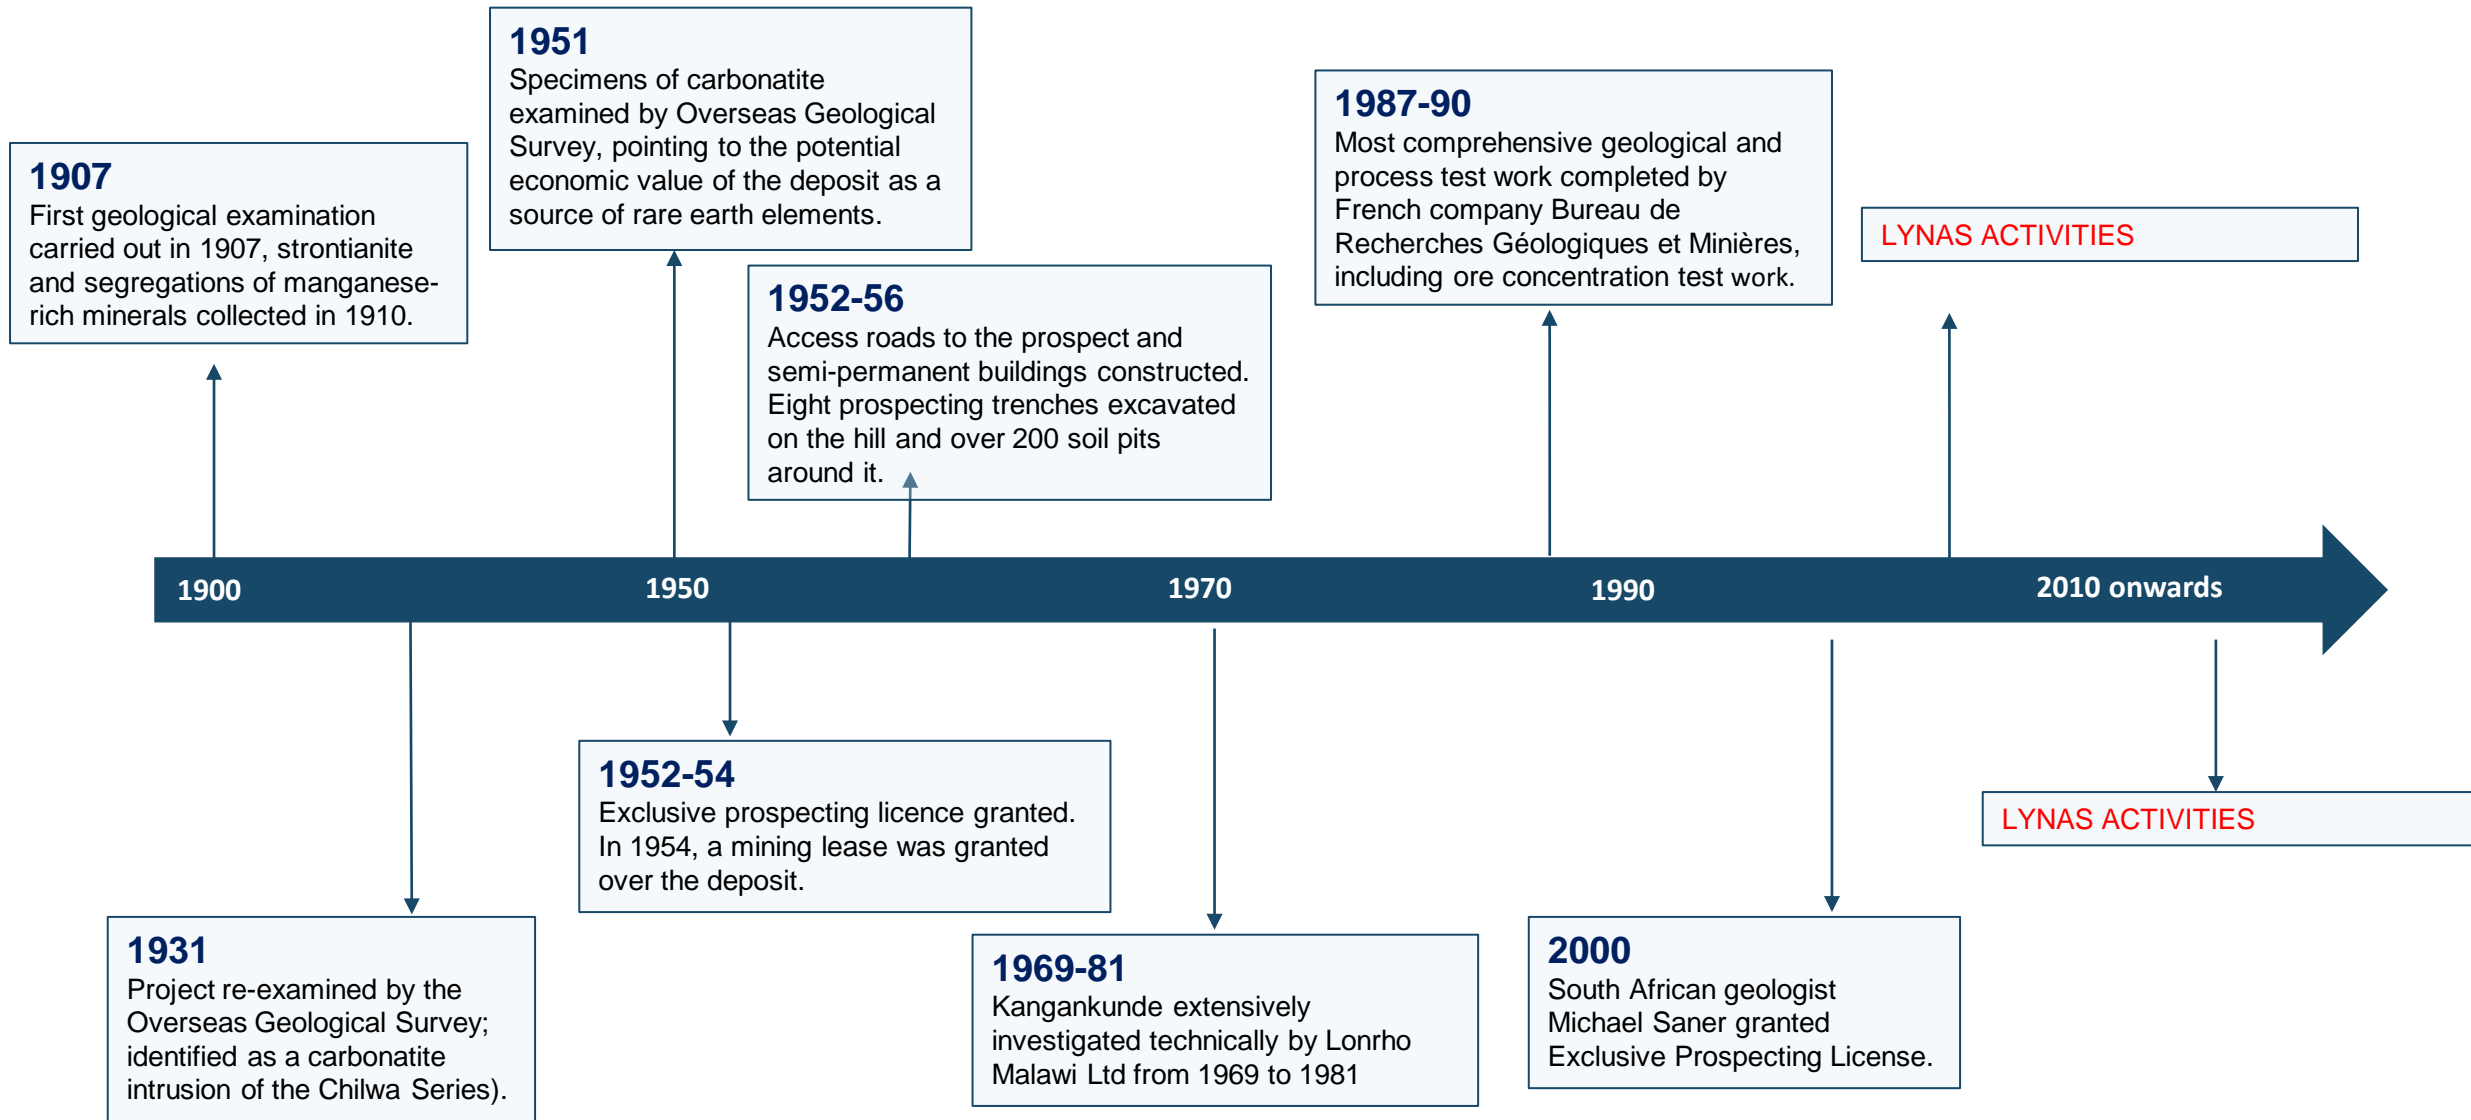 1951
Specimens of carbonatite
examined by Overseas Geological
Survey, pointing to the potential
economic value of the deposit as a
source of rare earth elements.
1987-90
Most comprehensive geological and
process test work completed by
French company Bureau de
Recherches Géologiques et Minières,
including ore concentration test work.
1907
First geological examination
carried out in 1907, strontianite
and segregations of manganese-
rich minerals collected in 1910.
LYNAS ACTIVITIES
1952-56
Access roads to the prospect and
semi-permanent buildings constructed.
Eight prospecting trenches excavated
on the hill and over 200 soil pits
around it.
1900
1950
1970
1990
2010 onwards
1952-54
Exclusive prospecting licence granted.
In 1954, a mining lease was granted
over the deposit.
LYNAS ACTIVITIES
1931
Project re-examined by the
Overseas Geological Survey;
identified as a carbonatite
intrusion of the Chilwa Series).
1969-81
Kangankunde extensively
investigated technically by Lonrho
Malawi Ltd from 1969 to 1981
2000
South African geologist
Michael Saner granted
Exclusive Prospecting License.